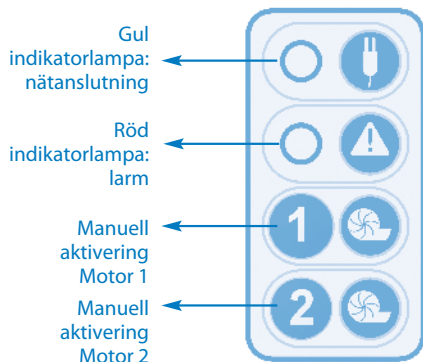 Gul
indikatorlampa:
nätanslutning
Röd
indikatorlampa:
larm
Manuell
aktivering
Motor 1
1
Manuell
aktivering
Motor 2
2